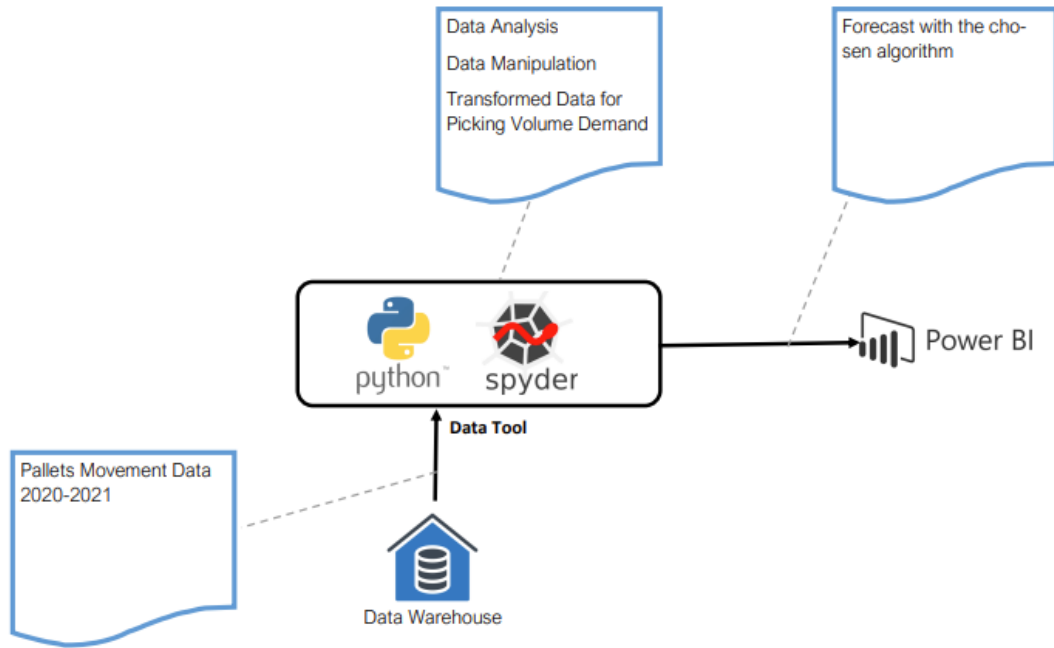 Data Analysis
Data Manipulation
Transformed Data for
Picking Volume Demand
Forecast with the cho-
sen algorithm
python™
spyder
Power BI
Data Tool
Pallets Movement Data
2020-2021
Data Warehouse